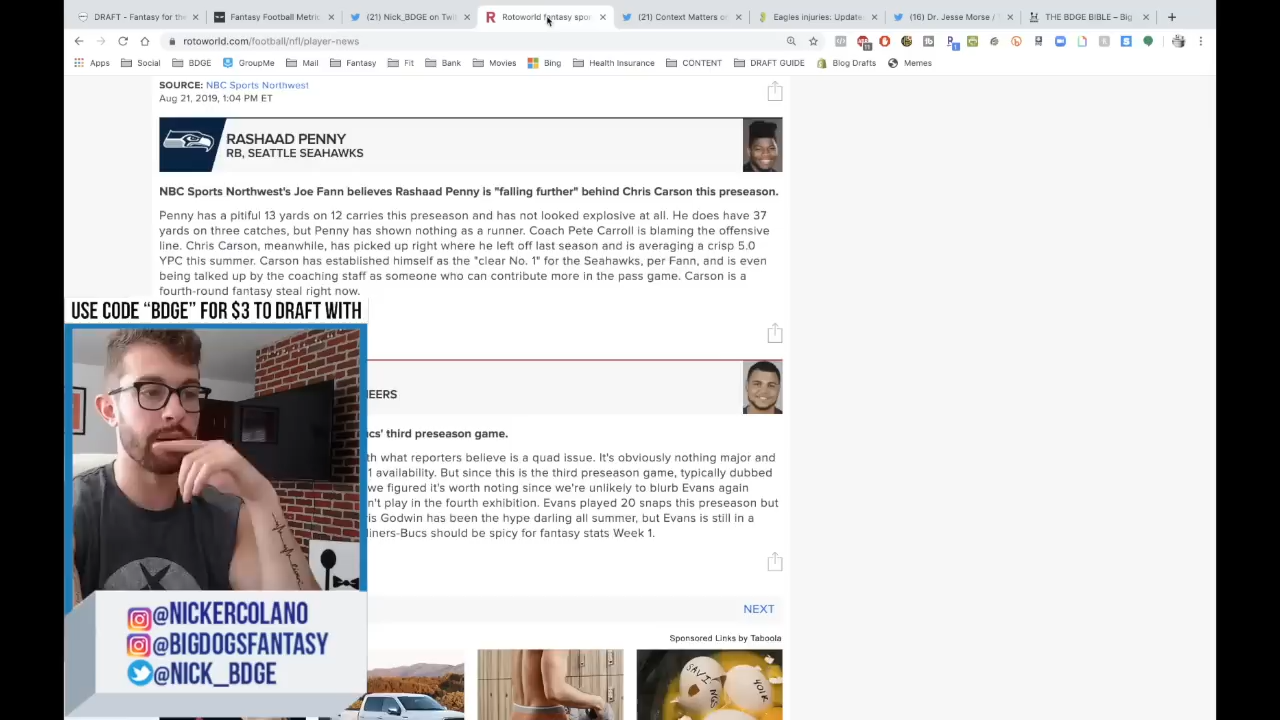 DRAFT - Fantasy for the
Fantasy Football Metric
(21) Nick_BDGE on Twi
Rotoworld fantasy spor
(21) Context Matters o
Eagles injuries: Update
(16) Dr. Jesse Morse /
THE BDGE BIBLE – Big
rotoworld.com/football/nfl/player-news
Apps
Social
BDGE
GroupMe
Mail
Fantasy
Fit
Bank
Movies
Bing
Health Insurance
CONTENT
DRAFT GUIDE
Blog Drafts
Memes
SOURCE: NBC Sports Northwest
Aug 21, 2019, 1:04 PM ET
RASHAAD PENNY
RB, SEATTLE SEAHAWKS
NBC Sports Northwest's Joe Fann believes Rashaad Penny is "falling further" behind Chris Carson this preseason.
Penny has a pitiful 13 yards on 12 carries this preseason and has not looked explosive at all. He does have 37
yards on three catches, but Penny has shown nothing as a runner. Coach Pete Carroll is blaming the offensive
line. Chris Carson, meanwhile, has picked up right where he left off last season and is averaging a crisp 5.0
YPC this summer. Carson has established himself as the "clear No. 1" for the Seahawks, per Fann, and is even
being talked up by the coaching staff as someone who can contribute more in the pass game. Carson is a
fourth-round fantasy steal right now.
USE CODE “BDGE” FOR $3 TO DRAFT WITH
EERS
ucs' third preseason game.
th what reporters believe is a quad issue. It's obviously nothing major and
1 availability. But since this is the third preseason game, typically dubbed
we figured it's worth noting since we're unlikely to blurb Evans again
n't play in the fourth exhibition. Evans played 20 snaps this preseason but
is Godwin has been the hype darling all summer, but Evans is still in a
iners-Bucs should be spicy for fantasy stats Week 1.
NEXT
Sponsored Links by Taboola
@NICKERCOLANO
@BIGDOGSFANTASY
@NICK_BDGE
SAVINGS
401K